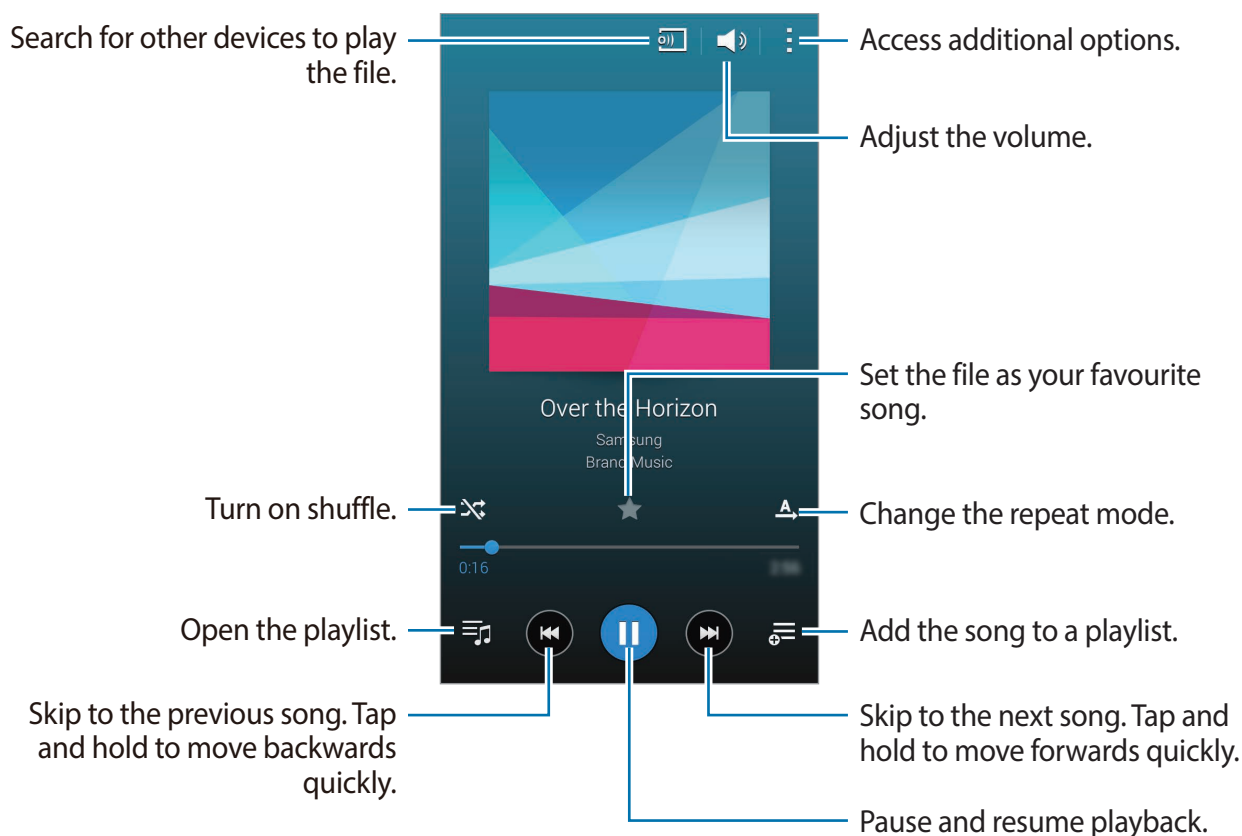 Search for other devices to play
the file.
Access additional options.
Adjust the volume.
Set the file as your favourite
song.
Over the Horizon
Samsung
Brand Music
Turn on shuffle.
A
Change the repeat mode.
0:16
Open the playlist.
Add the song to a playlist.
Skip to the previous song. Tap
and hold to move backwards
quickly.
Skip to the next song. Tap and
hold to move forwards quickly.
Pause and resume playback.